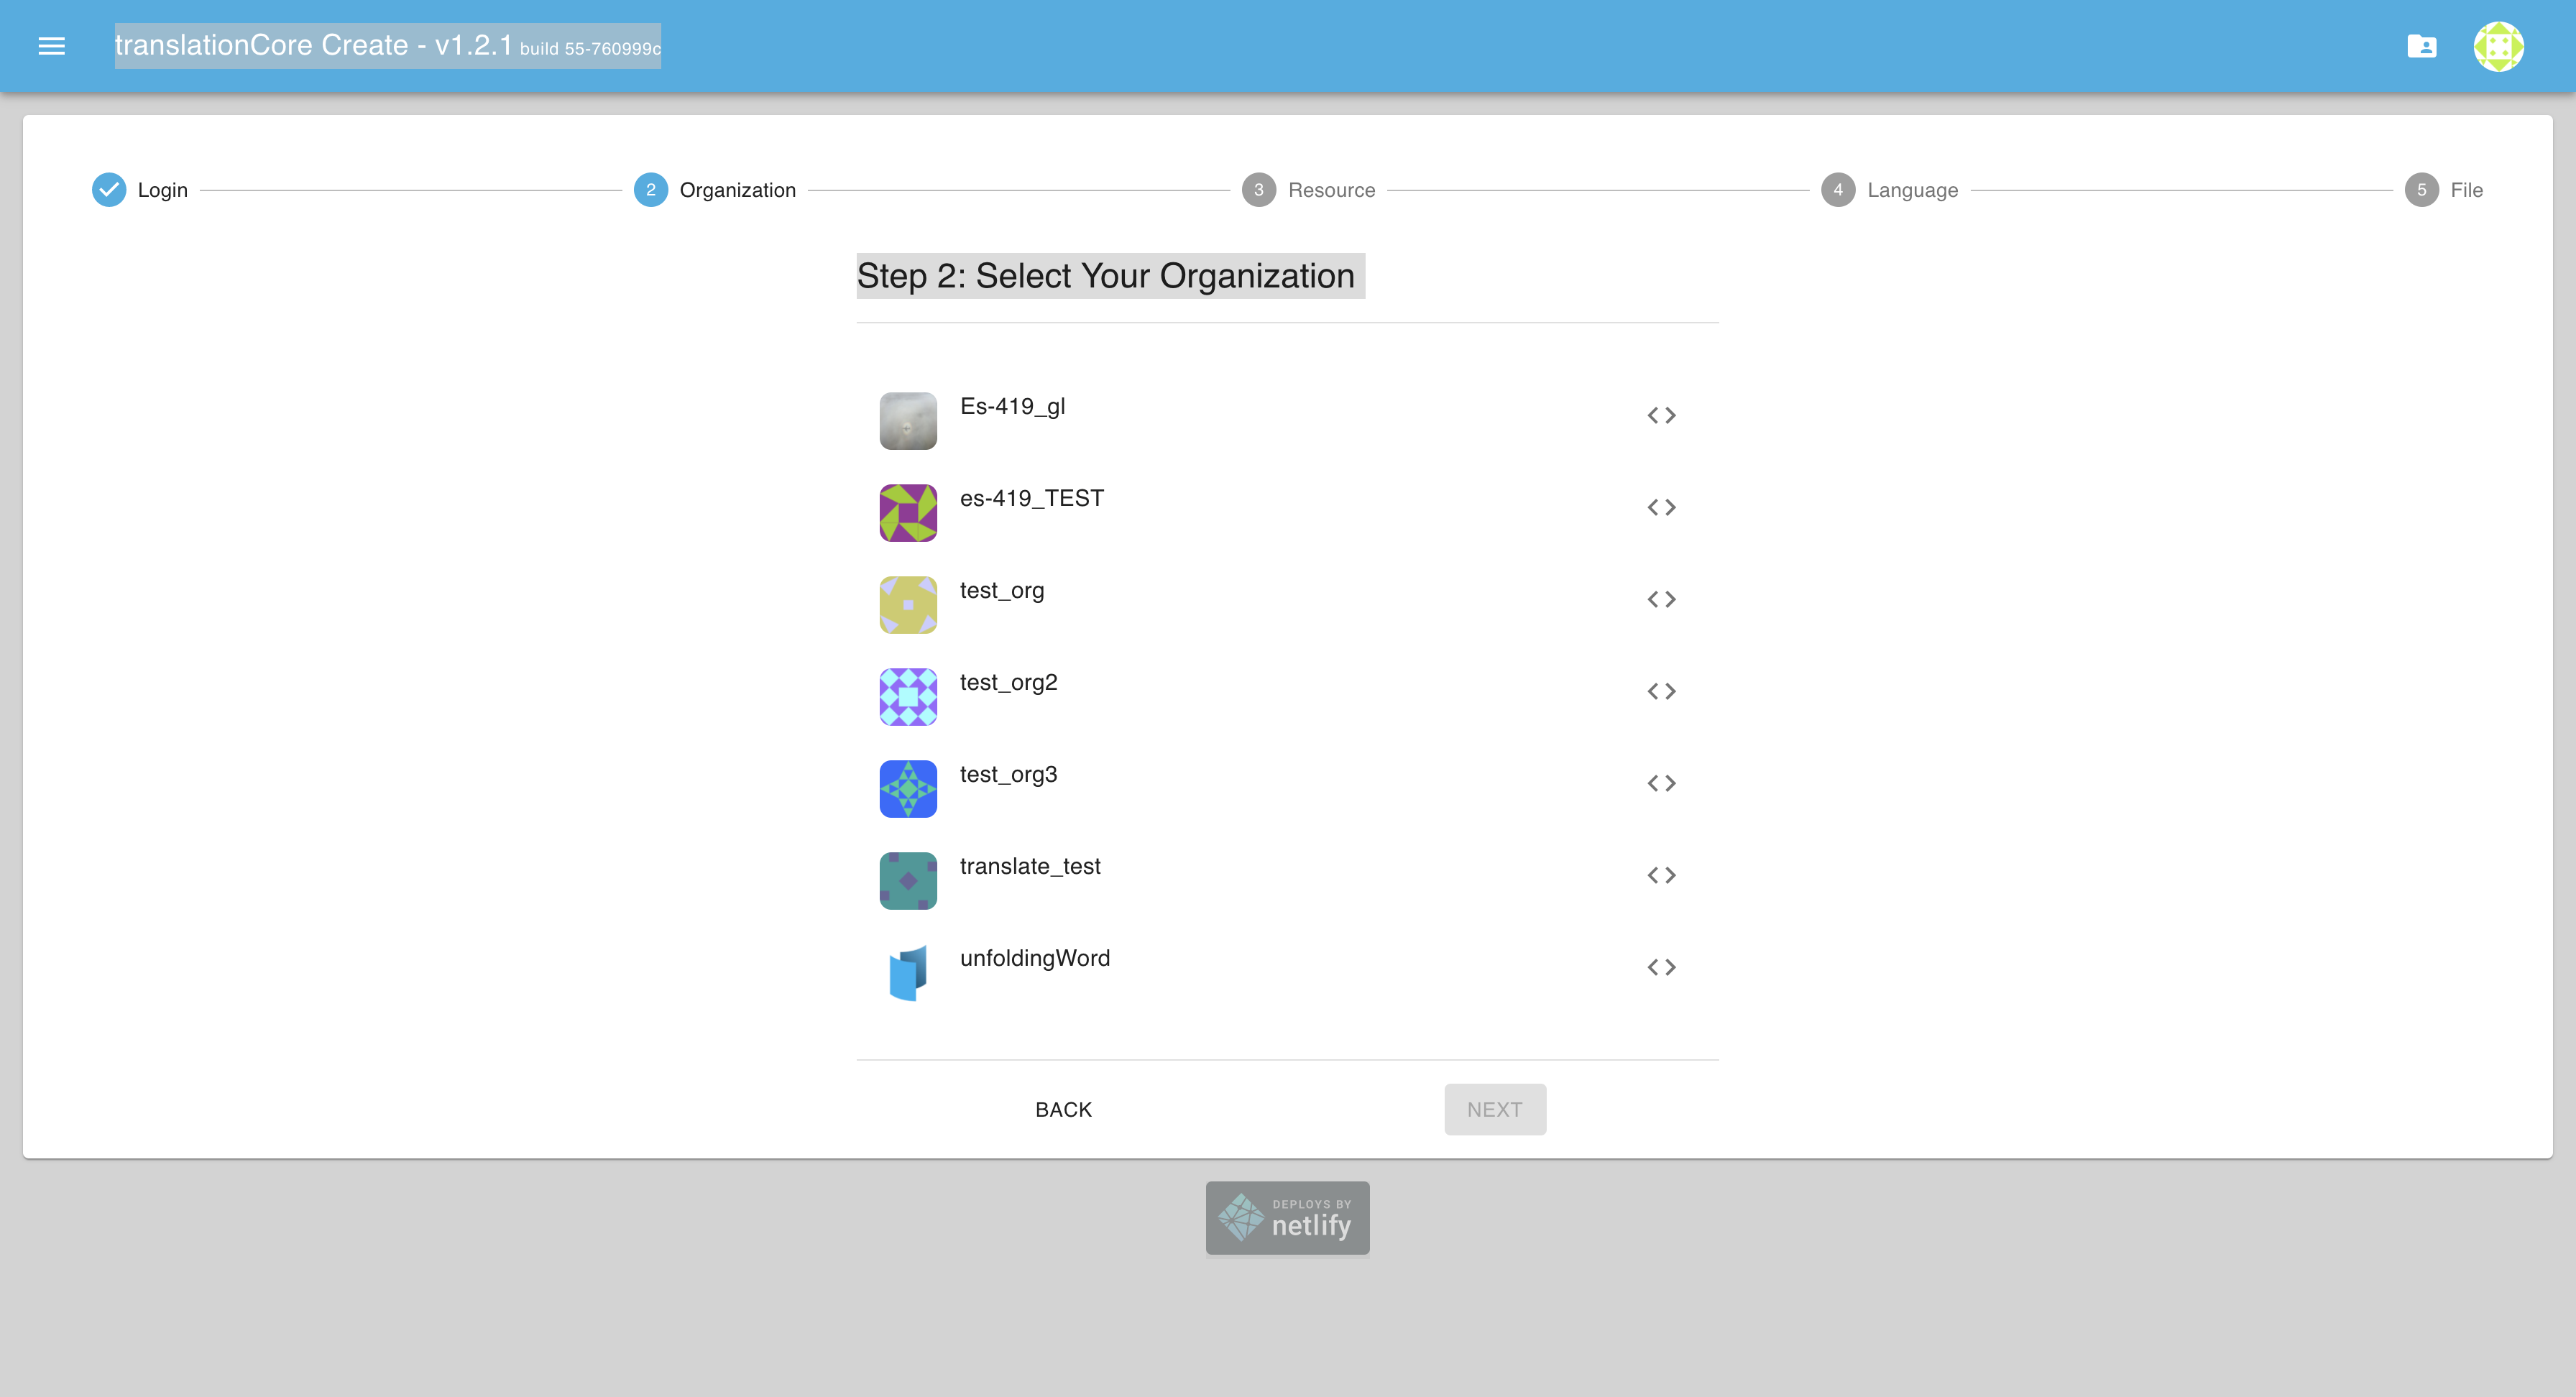 translationCore Create - v1.2.1 build 55-760999c
Login
2 Organization
3 Resource
4 Language
5 File
Step 2: Select Your Organization
Es-419_gl
es-419_TEST
test_org
test_org2
test_org3
translate_test
unfoldingWord
BACK
NEXT
DEPLOYS BY
netlify